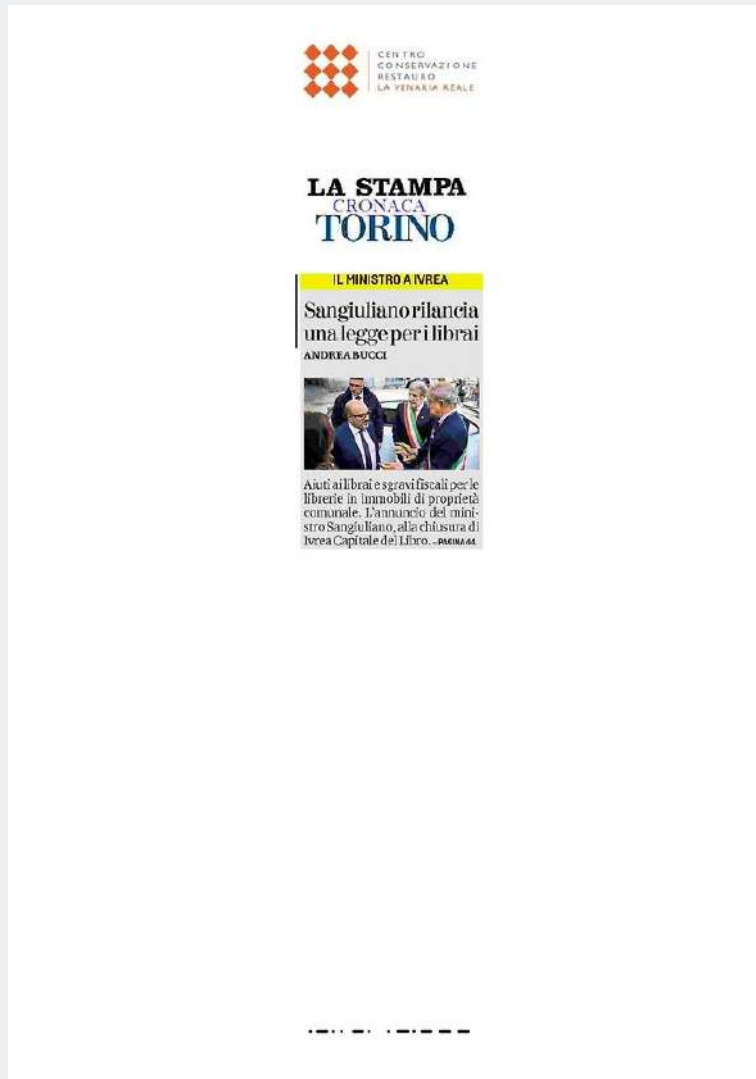 CENTRO
CONSERVAZIONE
RESTAURO
LA VENARIA REALE
LA STAMPA
CRONACA
TORINO
IL MINISTRO A IVREA
Sangiuliano rilancia
una legge per i librai
ANDREA BUCCI
Aiuti ai librai e sgravi fiscali per le
librerie in immobili di proprietà
comunale. L'annuncio del mini-
stro Sangiuliano, alla chiusura di
Ivrea Capitale del Libro. – PAGINA 44